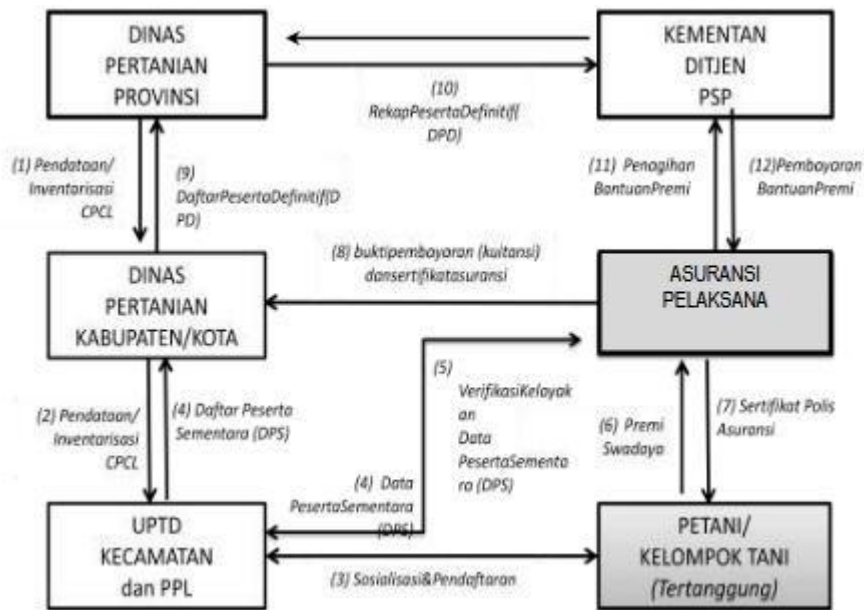 DINAS
PERTANIAN
PROVINSI
KEMENTAN
DITJEN
PSP
(10)
RekapPesertaDefinitif(
DPD)
(1) Pendataan/
Inventarisasi
CPCL
(9)
DaftarPesertaDefinitif(D
PD)
(11) Penagihan
BantuanPremi
(12)Pembayaran
BantuanPremi
(8) buktipembayaran (kuitansi)
dansertifikatasuransi
DINAS
PERTANIAN
KABUPATEN/KOTA
ASURANSI
PELAKSANA
(2) Pendataan/
Inventarisasi
CPCL
(4) Daftar Peserta
Sementara (DPS)
(5)
VerifikasiKelayak
an
Data
PesertaSementa
ra (DPS)
(6) Premi
Swadaya
(7) Sertifikat Polis
Asuransi
(4) Data
PesertaSementara
(DPS)
UPTD
KECAMATAN
dan PPL
(3) Sosialisasi&Pendaftaran
PETANI/
KELOMPOK TANI
(Tertanggung)